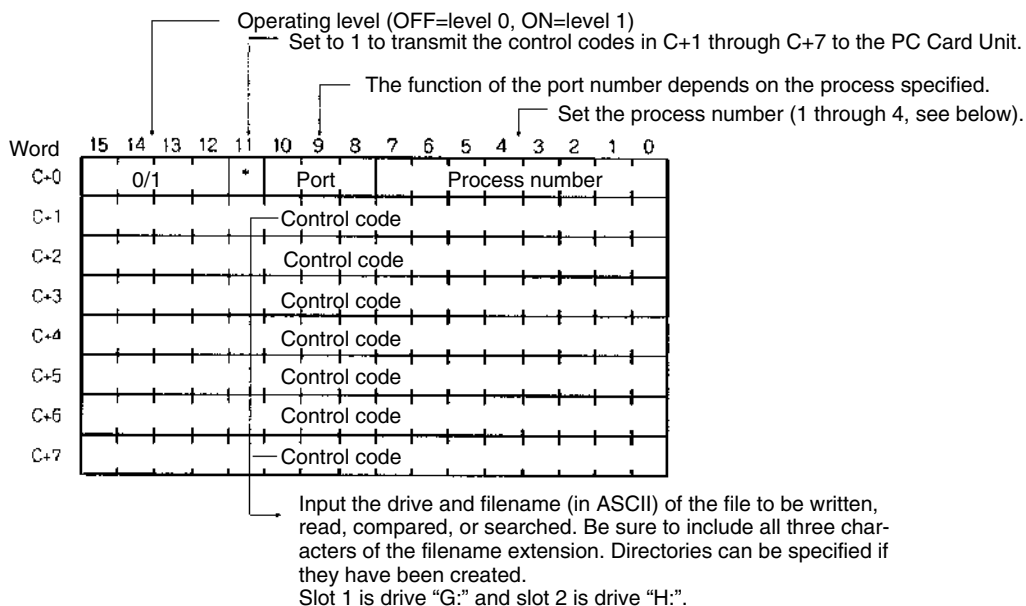 Operating level (OFF=level 0, ON=level 1)
Set to 1 to transmit the control codes in C+1 through C+7 to the PC Card Unit.
The function of the port number depends on the process specified.
Set the process number (1 through 4, see below).
Word 15 14 13 12 11 10 9 8 7 6 5 4 3 2 1 0
C+0 0/1 * Port Process number
C+1 Control code
C+2 Control code
C+3 Control code
C+4 Control code
C+5 Control code
C+6 Control code
C+7 Control code
Input the drive and filename (in ASCII) of the file to be written,
read, compared, or searched. Be sure to include all three char-
acters of the filename extension. Directories can be specified if
they have been created.
Slot 1 is drive “G:” and slot 2 is drive “H:”.